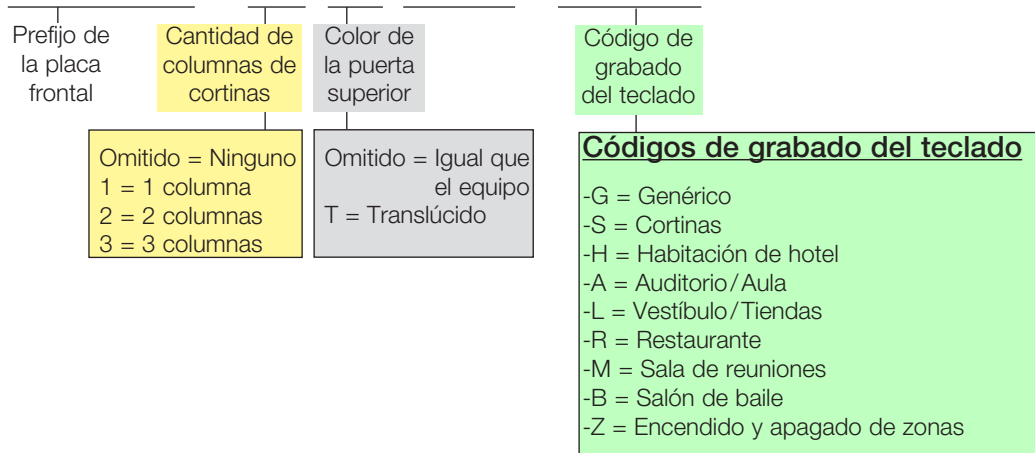 Prefijo de
la placa
frontal
Cantidad de
columnas de
cortinas
Color de
la puerta
superior
Código de
grabado
del teclado
Omitido = Ninguno
1 = 1 columna
2 = 2 columnas
3 = 3 columnas
Omitido = Igual que
el equipo
T = Translúcido
Códigos de grabado del teclado
-G = Genérico
-S = Cortinas
-H = Habitación de hotel
-A = Auditorio/Aula
-L = Vestíbulo/Tiendas
-R = Restaurante
-M = Sala de reuniones
-B = Salón de baile
-Z = Encendido y apagado de zonas